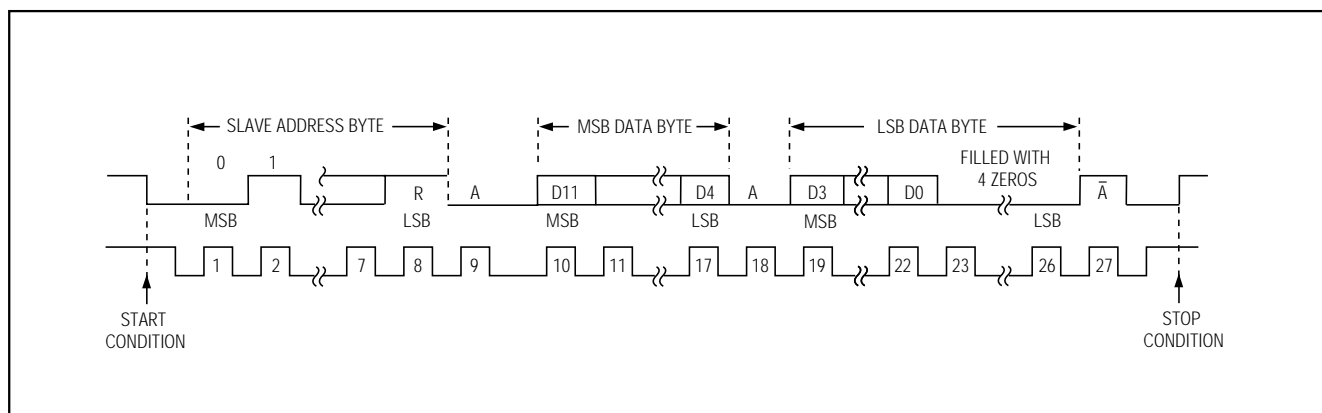 SLAVE ADDRESS BYTE MSB DATA BYTE LSB DATA BYTE
0 1 FILLED WITH
4 ZEROS
R A D11 D4 A D3 D0 A̅
MSB LSB MSB LSB MSB LSB
1 2 7 8 9 10 11 17 18 19 22 23 26 27
START
CONDITION
STOP
CONDITION